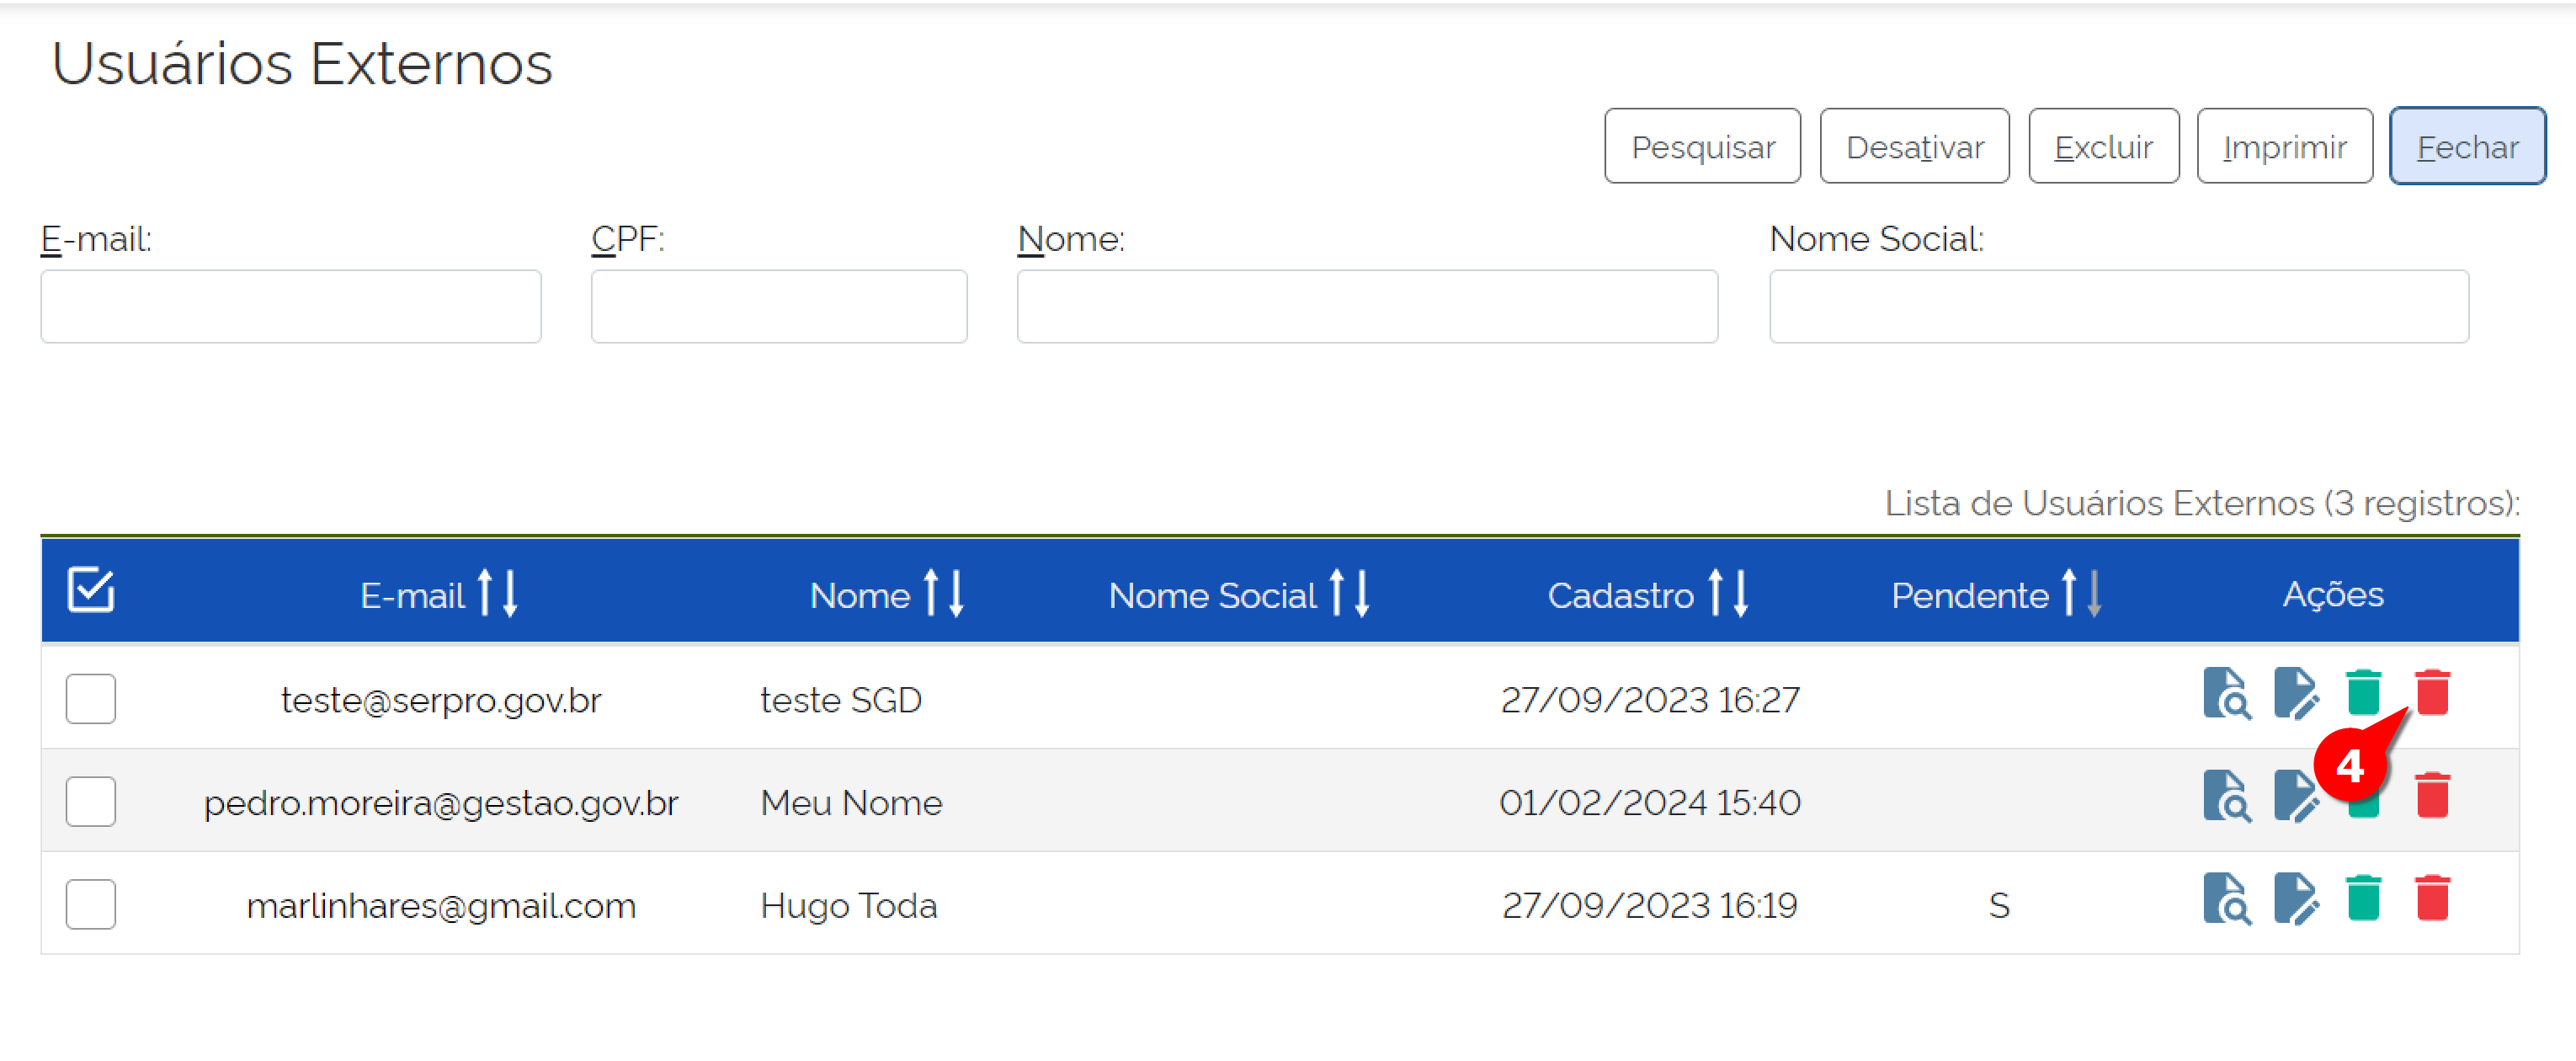 Usuários Externos
Pesquisar Desativar Excluir Imprimir Fechar
E-mail: CPF: Nome: Nome Social:
Lista de Usuários Externos (3 registros):
E-mail Nome Nome Social Cadastro Pendente Ações
teste@serpro.gov.br teste SGD 27/09/2023 16:27
4
pedro.moreira@gestao.gov.br Meu Nome 01/02/2024 15:40
marlinhares@gmail.com Hugo Toda 27/09/2023 16:19 S